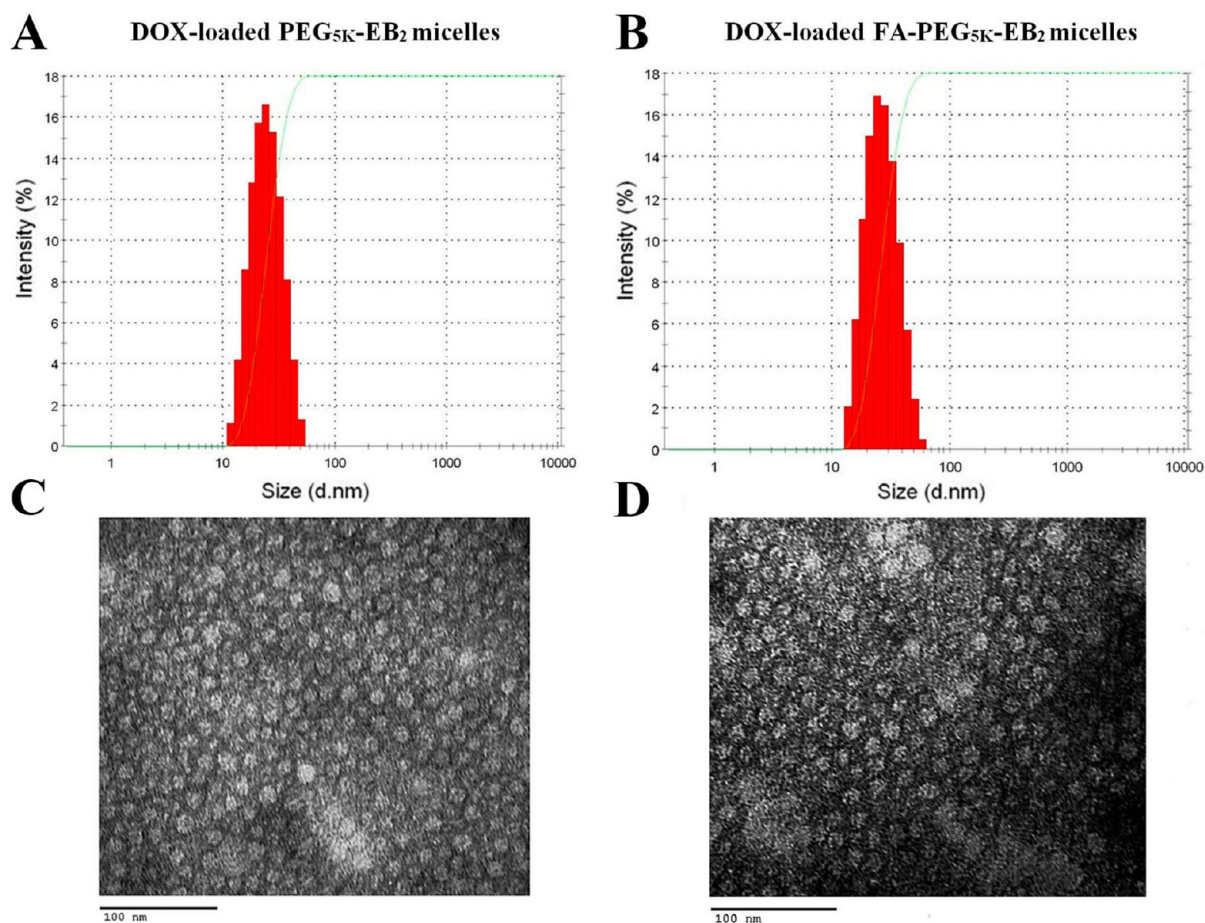 A
DOX-loaded PEG5K-EB2 micelles
B
DOX-loaded FA-PEG5K-EB2 micelles
18
16
14
12
10
8
6
4
2
0
Intensity (%)
1 10 100 1000 10000
Size (d.nm)
18
16
14
12
10
8
6
4
2
0
Intensity (%)
1 10 100 1000 10000
Size (d.nm)
C
D
100 nm
100 nm